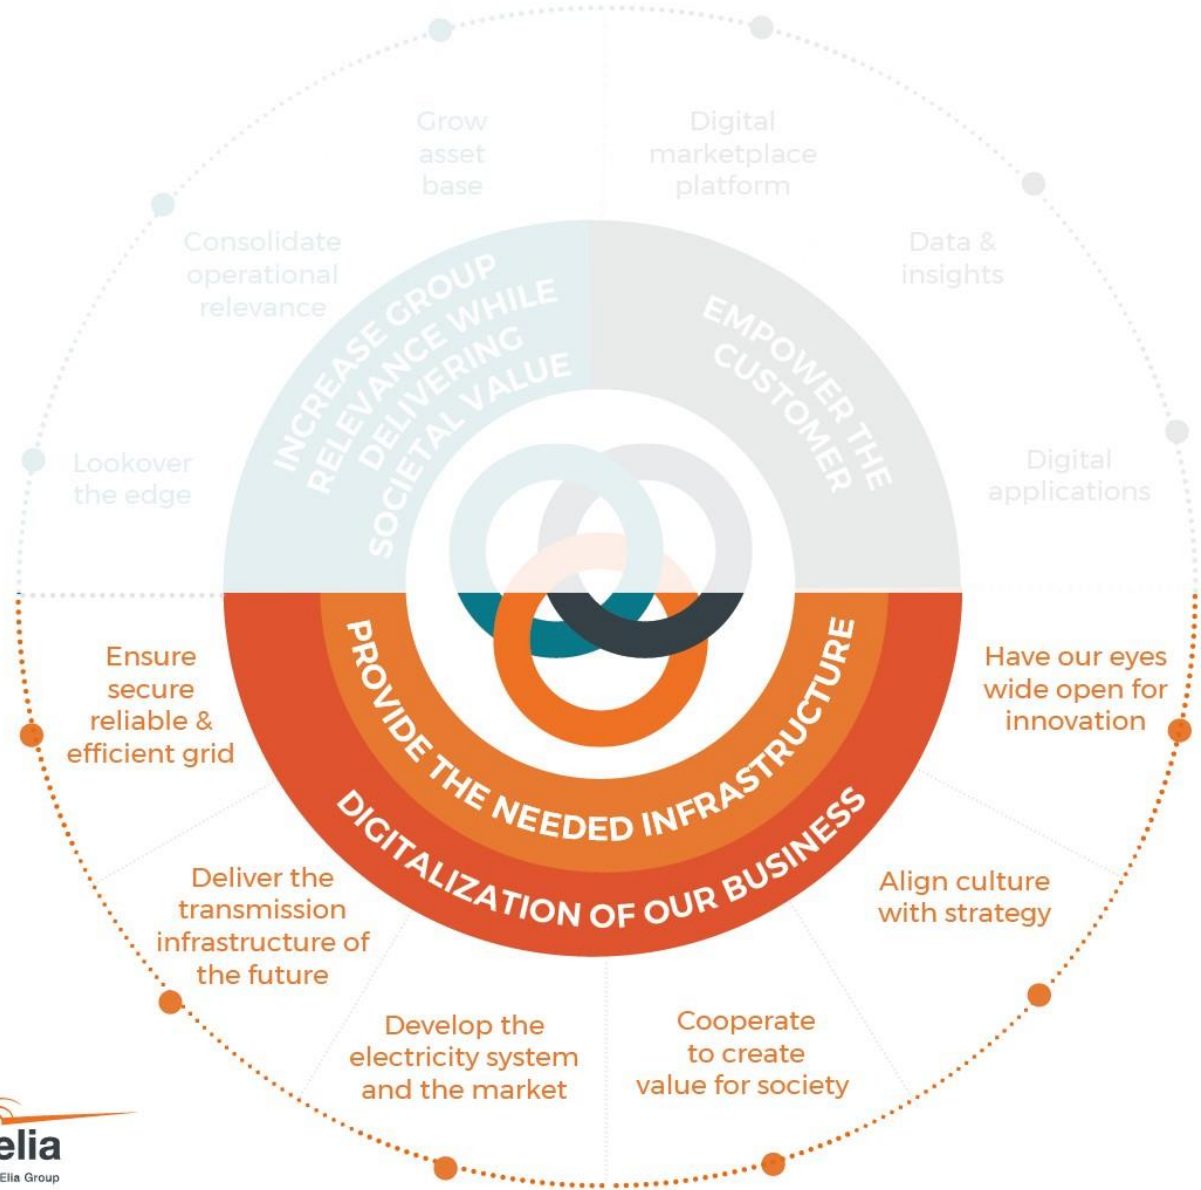 Grow
asset
base
Digital
marketplace
platform
Consolidate
operational
relevance
Data &
insights
Lookover
the edge
Digital
applications
INCREASE GROUP
RELEVANCE WHILE
DELIVERING
SOCIETAL VALUE
EMPOWER THE
CUSTOMER
PROVIDE THE NEEDED INFRASTRUCTURE
DIGITALIZATION OF OUR BUSINESS
Ensure
secure
reliable &
efficient grid
Deliver the
transmission
infrastructure of
the future
Develop the
electricity system
and the market
Cooperate
to create
value for society
Align culture
with strategy
Have our eyes
wide open for
innovation
elia
Elia Group